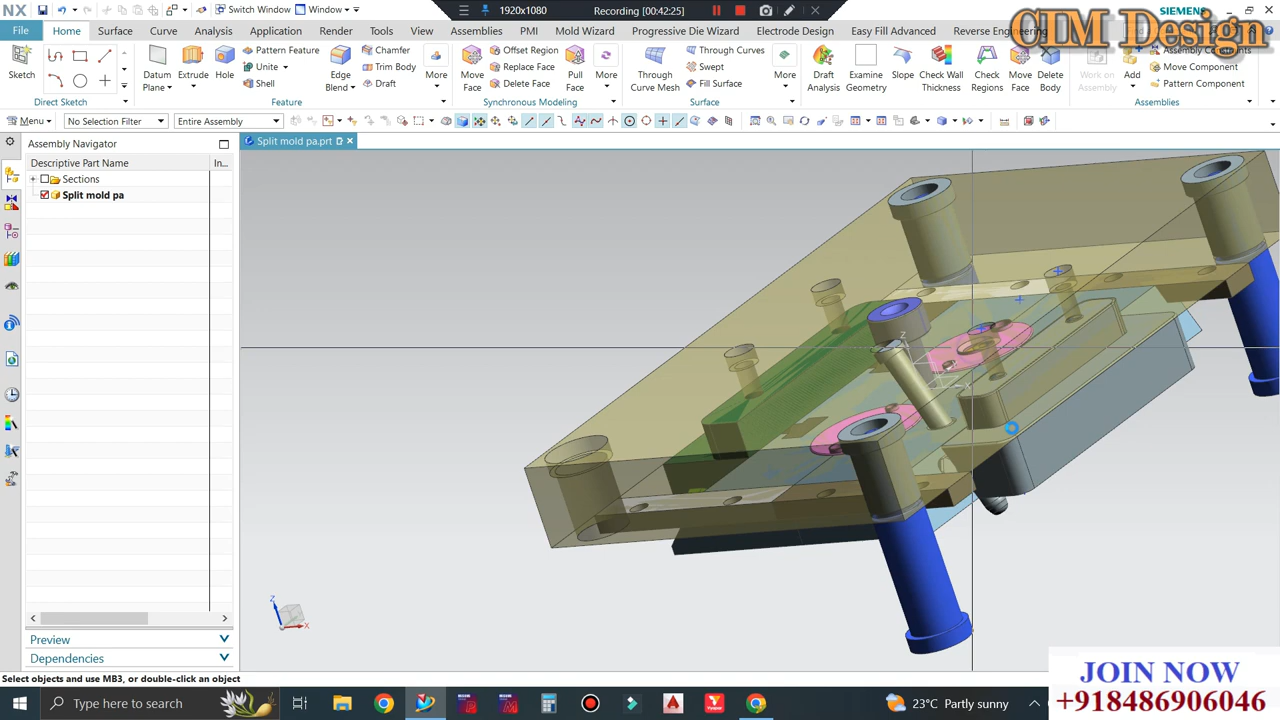 NX
Switch Window
Window
1920x1080
Recording [00:42:25]
SIEMENS
CIM Design
File
Home
Surface
Curve
Analysis
Application
Render
Tools
View
Assemblies
PMI
Mold Wizard
Progressive Die Wizard
Electrode Design
Easy Fill Advanced
Reverse Engineering
Sketch
Direct Sketch
Datum Plane
Extrude
Hole
Pattern Feature
Unite
Shell
Edge Blend
Chamfer
Trim Body
Draft
More
Feature
Move Face
Offset Region
Replace Face
Delete Face
Pull Face
More
Synchronous Modeling
Through Curve Mesh
Through Curves
Swept
Fill Surface
More
Surface
Draft Analysis
Examine Geometry
Slope
Check Wall Thickness
Check Regions
Move Face
Delete Body
Work on Assembly
Add
Assembly Constraints
Move Component
Pattern Component
Assemblies
Menu
No Selection Filter
Entire Assembly
Assembly Navigator
Split mold pa.prt
Descriptive Part Name
In...
Sections
Split mold pa
Z
X
Z
X
Preview
Dependencies
Select objects and use MB3, or double-click an object
JOIN NOW
+918486906046
Type here to search
23°C Partly sunny